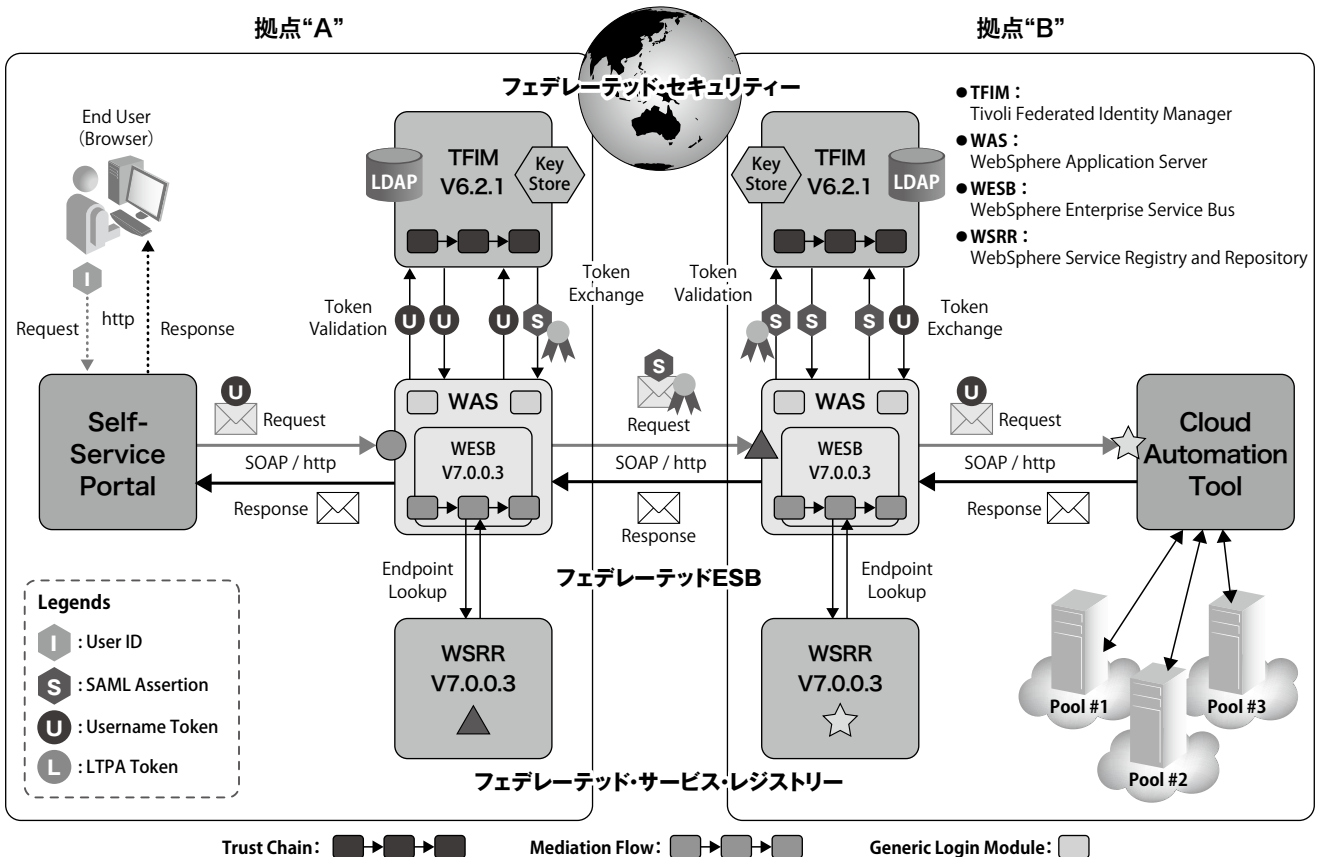 拠点“A”
拠点“B”
フェデレーテッド・セキュリティー
End User
(Browser)
I
Request
http
Response
Self-
Service
Portal
U
Request
SOAP / http
Response
LDAP
TFIM
V6.2.1
Key
Store
Token
Validation
U
U
U
S
Token
Exchange
WAS
WESB
V7.0.0.3
Endpoint
Lookup
WSRR
V7.0.0.3
S
Request
SOAP / http
Response
フェデレーテッドESB
フェデレーテッド・サービス・レジストリー
Key
Store
TFIM
V6.2.1
LDAP
Token
Validation
S
S
S
U
Token
Exchange
WAS
WESB
V7.0.0.3
Endpoint
Lookup
WSRR
V7.0.0.3
●TFIM：
Tivoli Federated Identity Manager
●WAS：
WebSphere Application Server
●WESB：
WebSphere Enterprise Service Bus
●WSRR：
WebSphere Service Registry and Repository
U
Request
SOAP / http
Response
Cloud
Automation
Tool
Pool #1
Pool #2
Pool #3
Legends
I : User ID
S : SAML Assertion
U : Username Token
L : LTPA Token
Trust Chain：
Mediation Flow：
Generic Login Module：